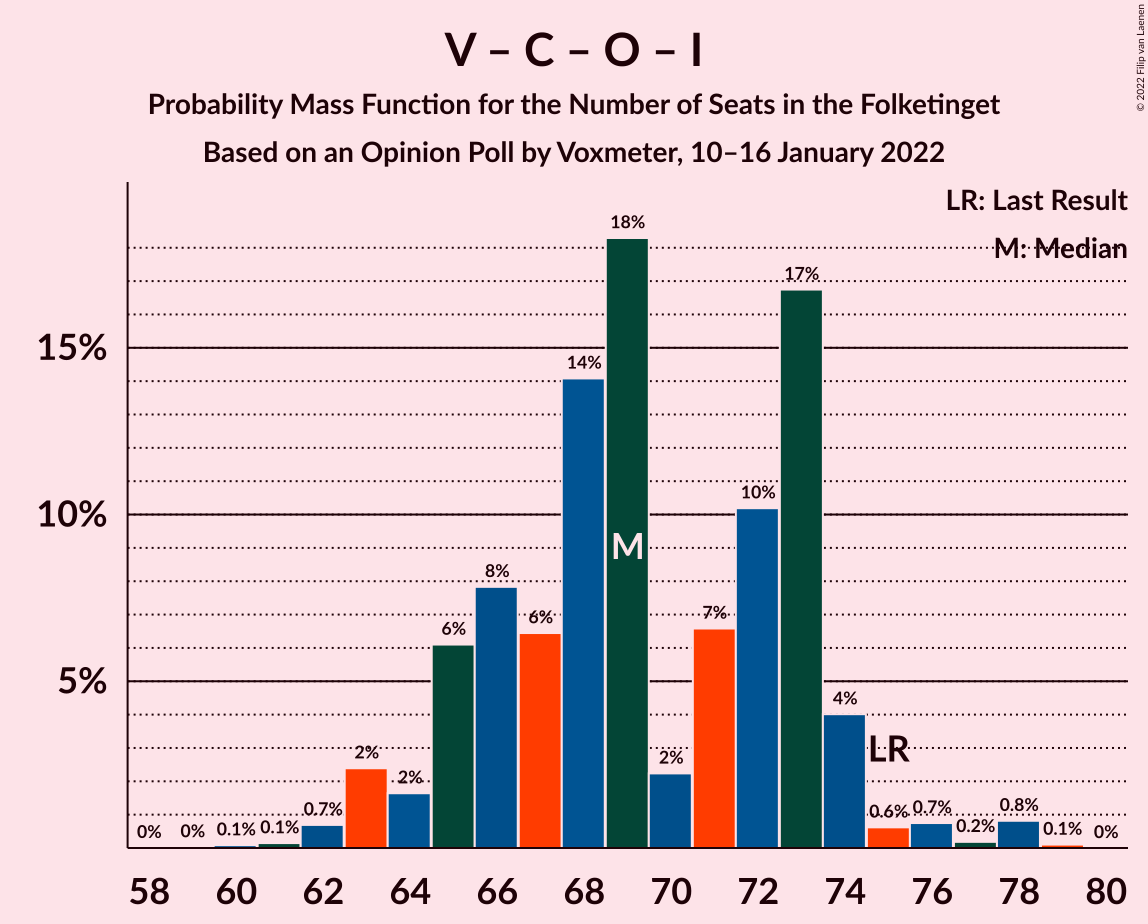 V – C – O – I
Probability Mass Function for the Number of Seats in the Folketinget
Based on an Opinion Poll by Voxmeter, 10–16 January 2022
© 2022 Filip van Laenen
LR: Last Result
M: Median
15%
10%
5%
0%
0%
0.1%
0.1%
0.7%
2%
2%
6%
8%
6%
14%
18%
2%
7%
10%
17%
4%
0.6%
0.7%
0.2%
0.8%
0.1%
0%
M
LR
58 60 62 64 66 68 70 72 74 76 78 80